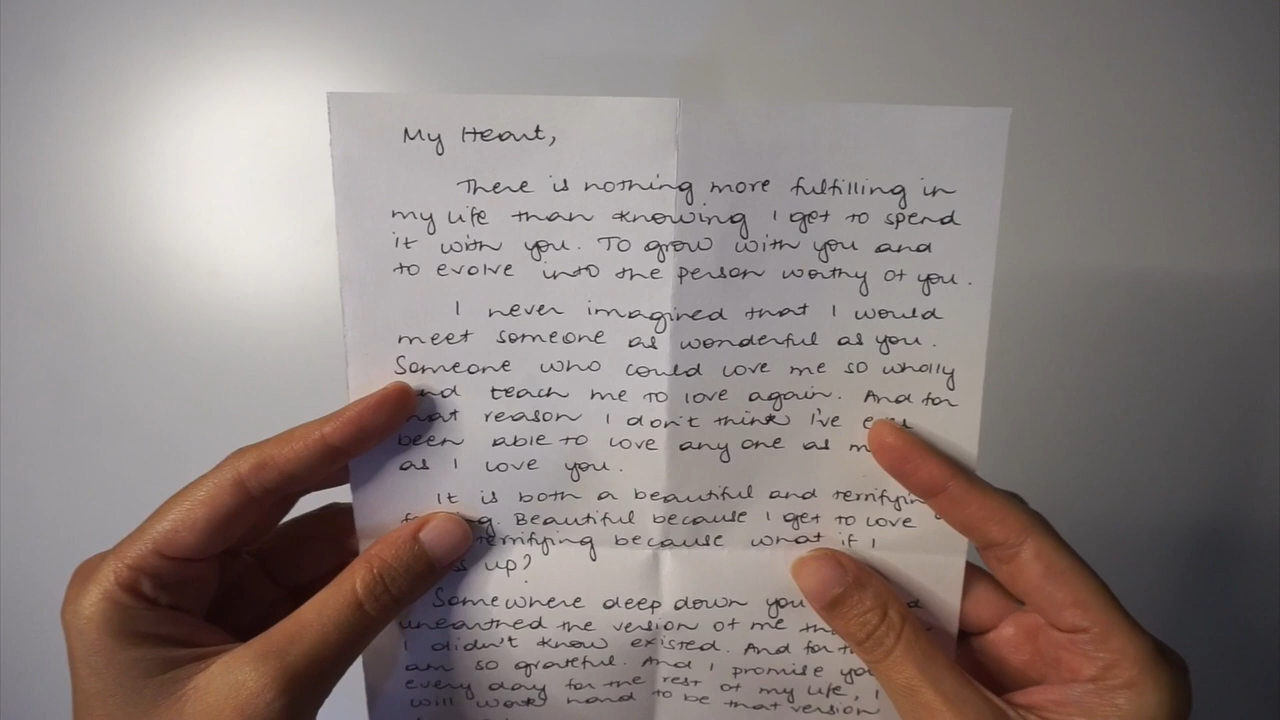 My Heart,
There is nothing more fulfilling in
my life than knowing I get to spend
it with you. To grow with you and
to evolve into the person worthy of you.
I never imagined that I would
meet someone as wonderful as you.
Someone who could love me so wholly
and teach me to love again. And for
that reason I don't think I've
been able to love any one as
as I love you.
It is both a beautiful and terrifying
Beautiful because I get to love
terrifying because what if I
up?
Somewhere deep down you
unearthed the version of me
I didn't know existed. And for
am so grateful. And I promise you
every day for the rest of my life, I
will work hard to be that version